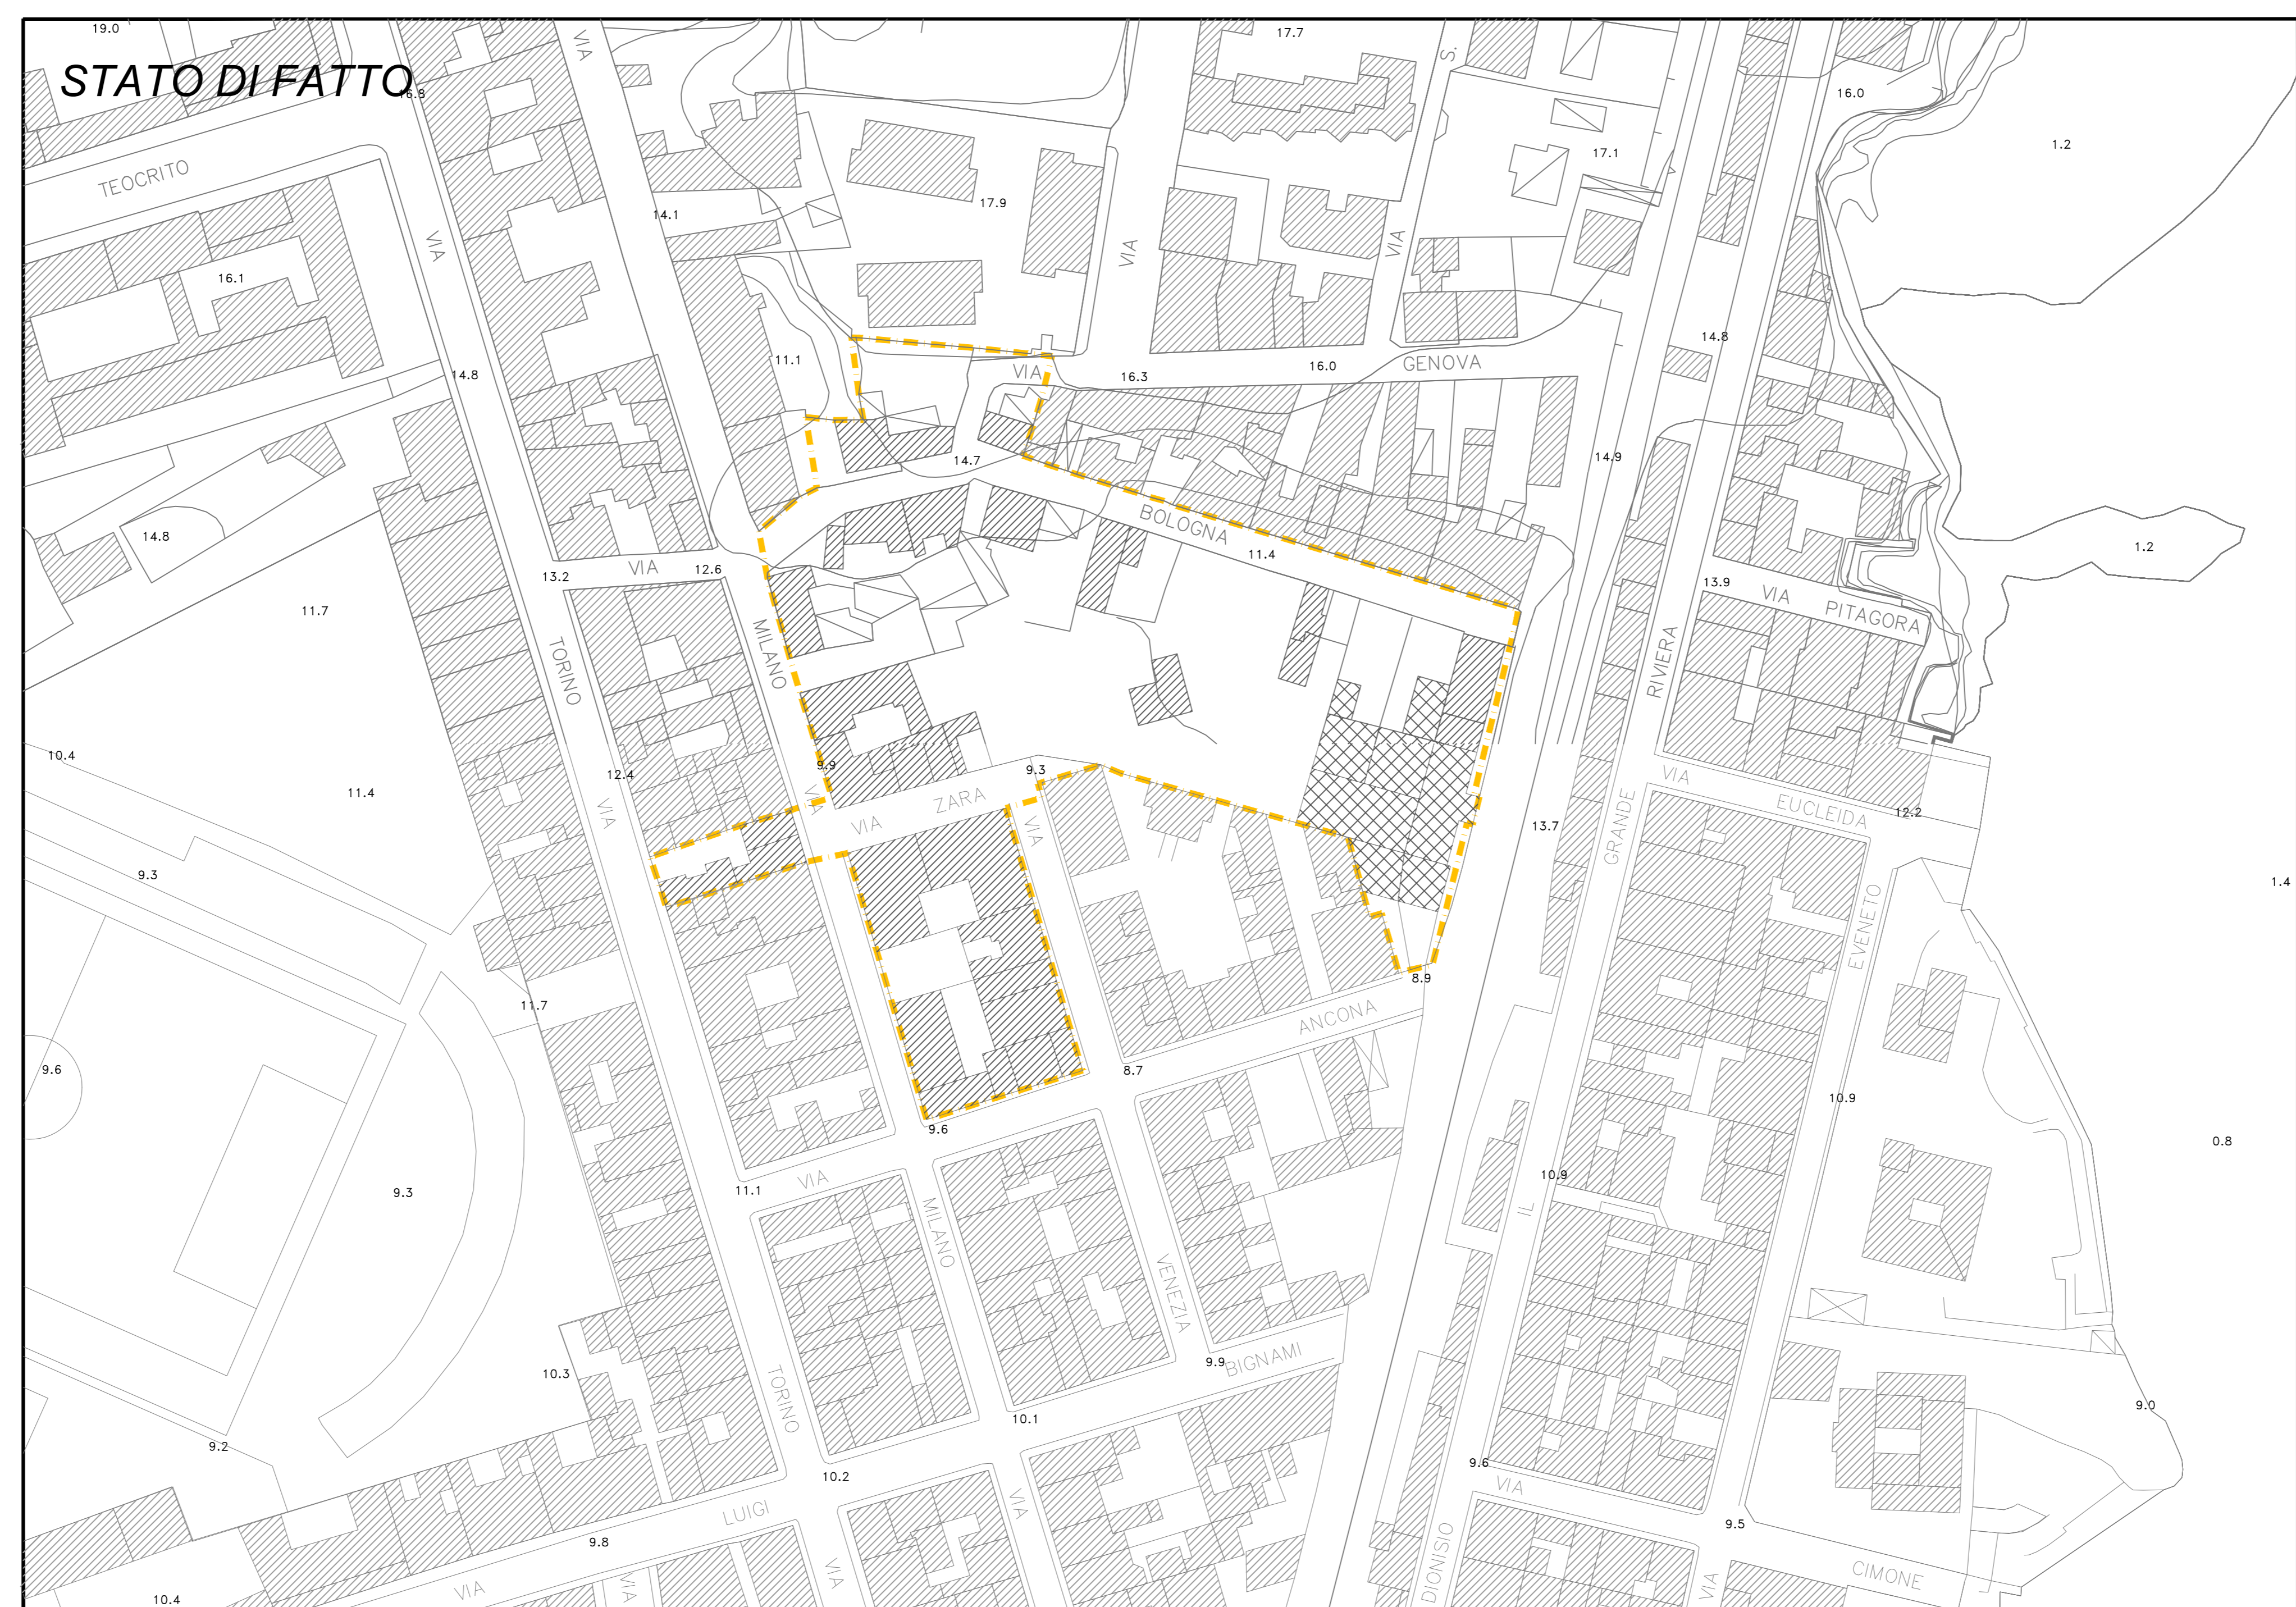 19.0
17.7
STATO DI FATTO
VIA
S.
16.8
16.0
1.2
17.1
TEOCRITO
17.9
14.1
VIA
VIA
VIA
16.1
14.8
11.1
VIA
16.3
16.0
GENOVA
14.8
14.7
14.9
BOLOGNA
14.8
11.4
1.2
13.2
VIA
12.6
13.9
VIA
PITAGORA
11.7
TORINO
MILANO
RIVIERA
10.4
12.4
9.9
9.3
VIA
11.4
VIA
VIA
ZARA
EUCLEIDA
12.2
VIA
VIA
13.7
GRANDE
9.3
1.4
EVENETO
8.9
11.7
ANCONA
9.6
8.7
10.9
9.6
0.8
10.9
11.1
VIA
9.3
IL
MILANO
VENEZIA
9.9
BIGNAMI
10.3
TORINO
10.1
9.0
9.2
10.2
9.6
VIA
LUIGI
VIA
9.5
9.8
DIONISIO
CIMONE
VIA
VIA
VIA
VIA
10.4